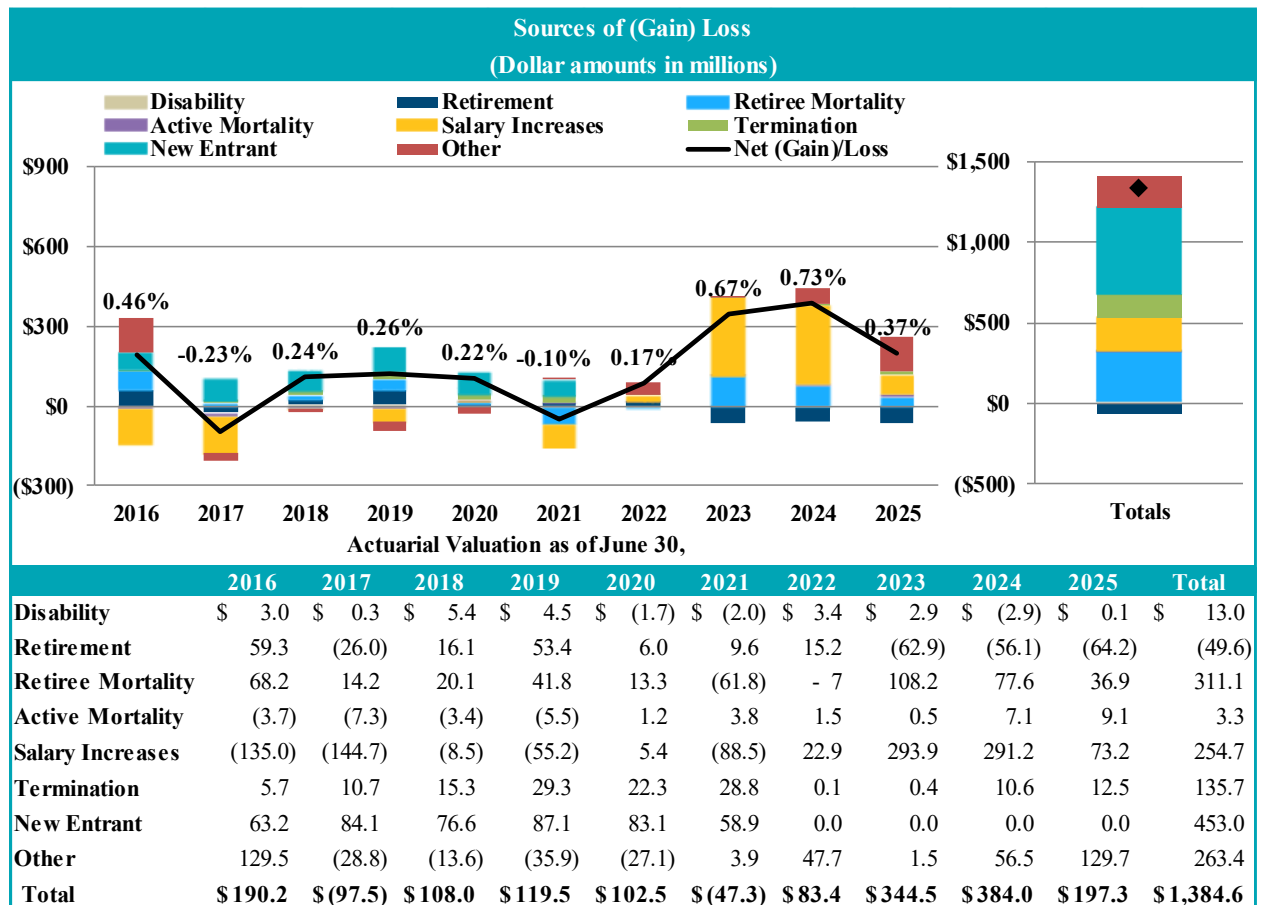 Sources of (Gain) Loss
(Dollar amounts in millions)
Disability Retirement Retiree Mortality
Active Mortality Salary Increases Termination
New Entrant Other Net (Gain)/Loss
$900
$600
$300
$0
($300)
0.46%
-0.23%
0.24%
0.26%
0.22%
-0.10%
0.17%
0.67%
0.73%
0.37%
2016 2017 2018 2019 2020 2021 2022 2023 2024 2025
Actuarial Valuation as of June 30,
$1,500
$1,000
$500
$0
($500)
Totals
2016 2017 2018 2019 2020 2021 2022 2023 2024 2025 Total
Disability $ 3.0 $ 0.3 $ 5.4 $ 4.5 $ (1.7) $ (2.0) $ 3.4 $ 2.9 $ (2.9) $ 0.1 $ 13.0
Retirement 59.3 (26.0) 16.1 53.4 6.0 9.6 15.2 (62.9) (56.1) (64.2) (49.6)
Retiree Mortality 68.2 14.2 20.1 41.8 13.3 (61.8) - 7 108.2 77.6 36.9 311.1
Active Mortality (3.7) (7.3) (3.4) (5.5) 1.2 3.8 1.5 0.5 7.1 9.1 3.3
Salary Increases (135.0) (144.7) (8.5) (55.2) 5.4 (88.5) 22.9 293.9 291.2 73.2 254.7
Termination 5.7 10.7 15.3 29.3 22.3 28.8 0.1 0.4 10.6 12.5 135.7
New Entrant 63.2 84.1 76.6 87.1 83.1 58.9 0.0 0.0 0.0 0.0 453.0
Other 129.5 (28.8) (13.6) (35.9) (27.1) 3.9 47.7 1.5 56.5 129.7 263.4
Total $190.2 $(97.5) $108.0 $119.5 $102.5 $(47.3) $83.4 $344.5 $384.0 $197.3 $1,384.6